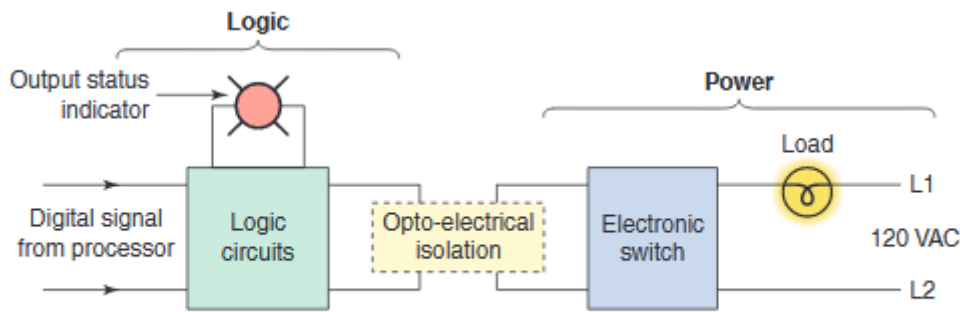 Logic
Output status
indicator
Power
Load
L1
Digital signal
from processor
Logic
circuits
Opto-electrical
isolation
Electronic
switch
120 VAC
L2